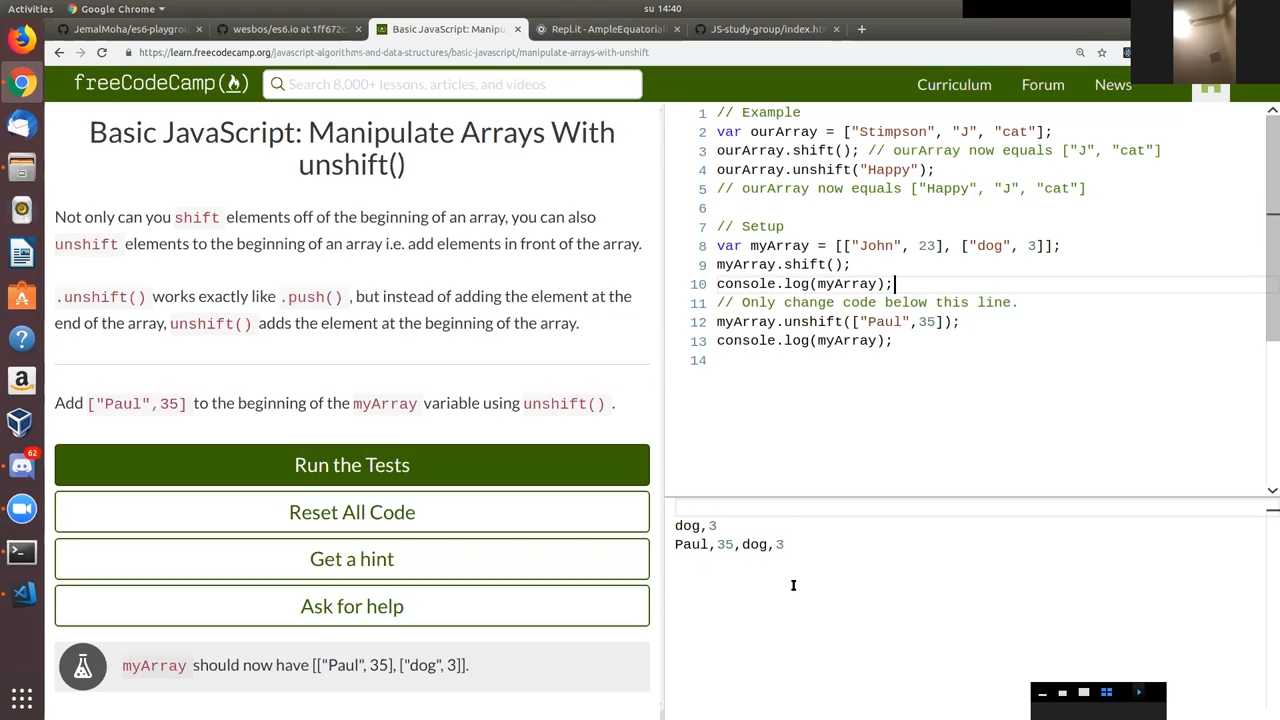 Activities
Google Chrome
su 14:40
JemalMoha/es6-playgrou
wesbos/es6.io at 1ff672c
Basic JavaScript: Manipu
Repl.it - AmpleEquatorial
JS-study-group/index.htm
https://learn.freecodecamp.org/javascript-algorithms-and-data-structures/basic-javascript/manipulate-arrays-with-unshift
freeCodeCamp
Search 8,000+ lessons, articles, and videos
Curriculum
Forum
News
Basic JavaScript: Manipulate Arrays With
unshift()
Not only can you shift elements off of the beginning of an array, you can also
unshift elements to the beginning of an array i.e. add elements in front of the array.
.unshift() works exactly like .push() , but instead of adding the element at the
end of the array, unshift() adds the element at the beginning of the array.
Add ["Paul",35] to the beginning of the myArray variable using unshift() .
Run the Tests
Reset All Code
Get a hint
Ask for help
myArray should now have [["Paul", 35], ["dog", 3]].
1 // Example
2 var ourArray = ["Stimpson", "J", "cat"];
3 ourArray.shift(); // ourArray now equals ["J", "cat"]
4 ourArray.unshift("Happy");
5 // ourArray now equals ["Happy", "J", "cat"]
6
7 // Setup
8 var myArray = [["John", 23], ["dog", 3]];
9 myArray.shift();
10 console.log(myArray);
11 // Only change code below this line.
12 myArray.unshift(["Paul",35]);
13 console.log(myArray);
14
dog,3
Paul,35,dog,3
62